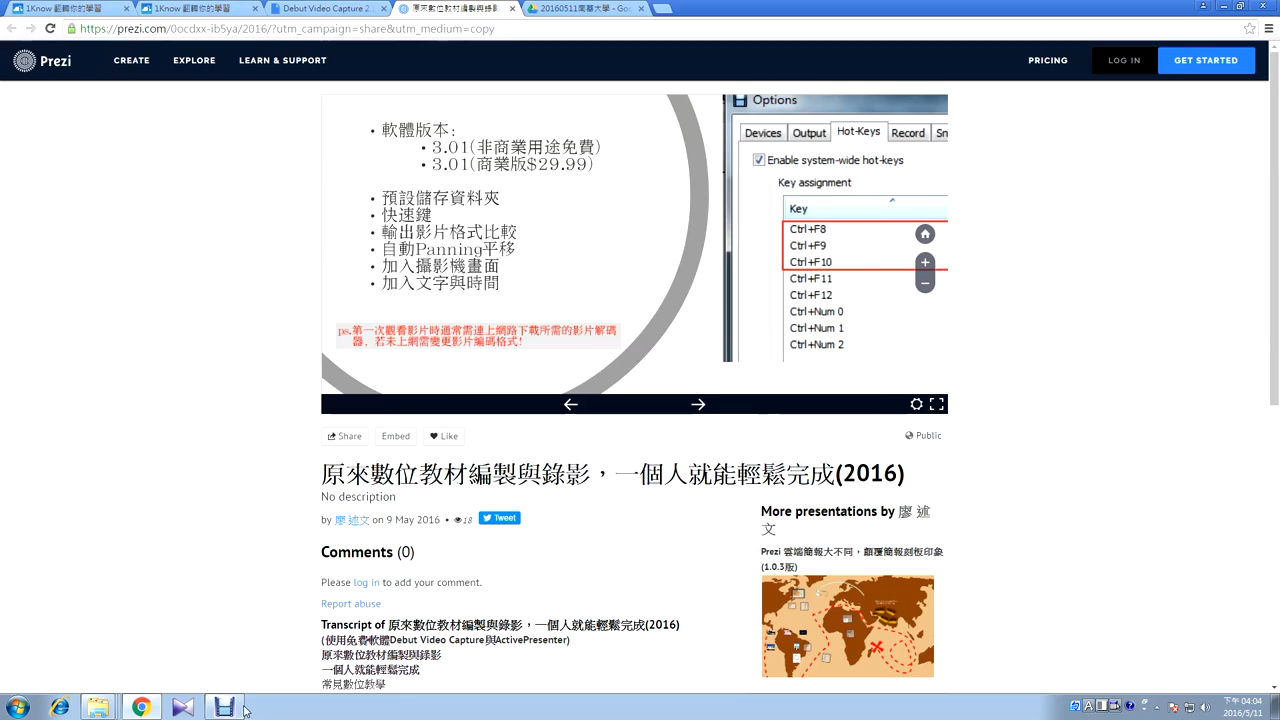 1Know 翻轉你的學習
1Know 翻轉你的學習
Debut Video Capture 2.1
原來數位教材編製與錄影
20160511南華大學 - Goo
https://prezi.com/0ocdxx-ib5ya/2016/?utm_campaign=share&utm_medium=copy
Prezi
CREATE
EXPLORE
LEARN & SUPPORT
PRICING
LOG IN
GET STARTED
• 軟體版本:
• 3.01(非商業用途免費)
• 3.01(商業版$29.99)
• 預設儲存資料夾
• 快速鍵
• 輸出影片格式比較
• 自動Panning平移
• 加入攝影機畫面
• 加入文字與時間
ps.第一次觀看影片時通常需連上網路下載所需的影片解碼
器，若未上網需變更影片編碼格式!
Options
Devices
Output
Hot-Keys
Record
Sn
Enable system-wide hot-keys
Key assignment
Key
Ctrl+F8
Ctrl+F9
Ctrl+F10
Ctrl+F11
Ctrl+F12
Ctrl+Num 0
Ctrl+Num 1
Ctrl+Num 2
Share
Embed
Like
Public
原來數位教材編製與錄影，一個人就能輕鬆完成(2016)
No description
by 廖 述文 on 9 May 2016 • 18
Tweet
Comments (0)
Please log in to add your comment.
Report abuse
Transcript of 原來數位教材編製與錄影，一個人就能輕鬆完成(2016)
(使用免費軟體Debut Video Capture與ActivePresenter)
原來數位教材編製與錄影
一個人就能輕鬆完成
常見數位教學
More presentations by 廖 述
文
Prezi 雲端簡報大不同，顛覆簡報刻板印象
(1.0.3版)
下午 04:04
2016/5/11